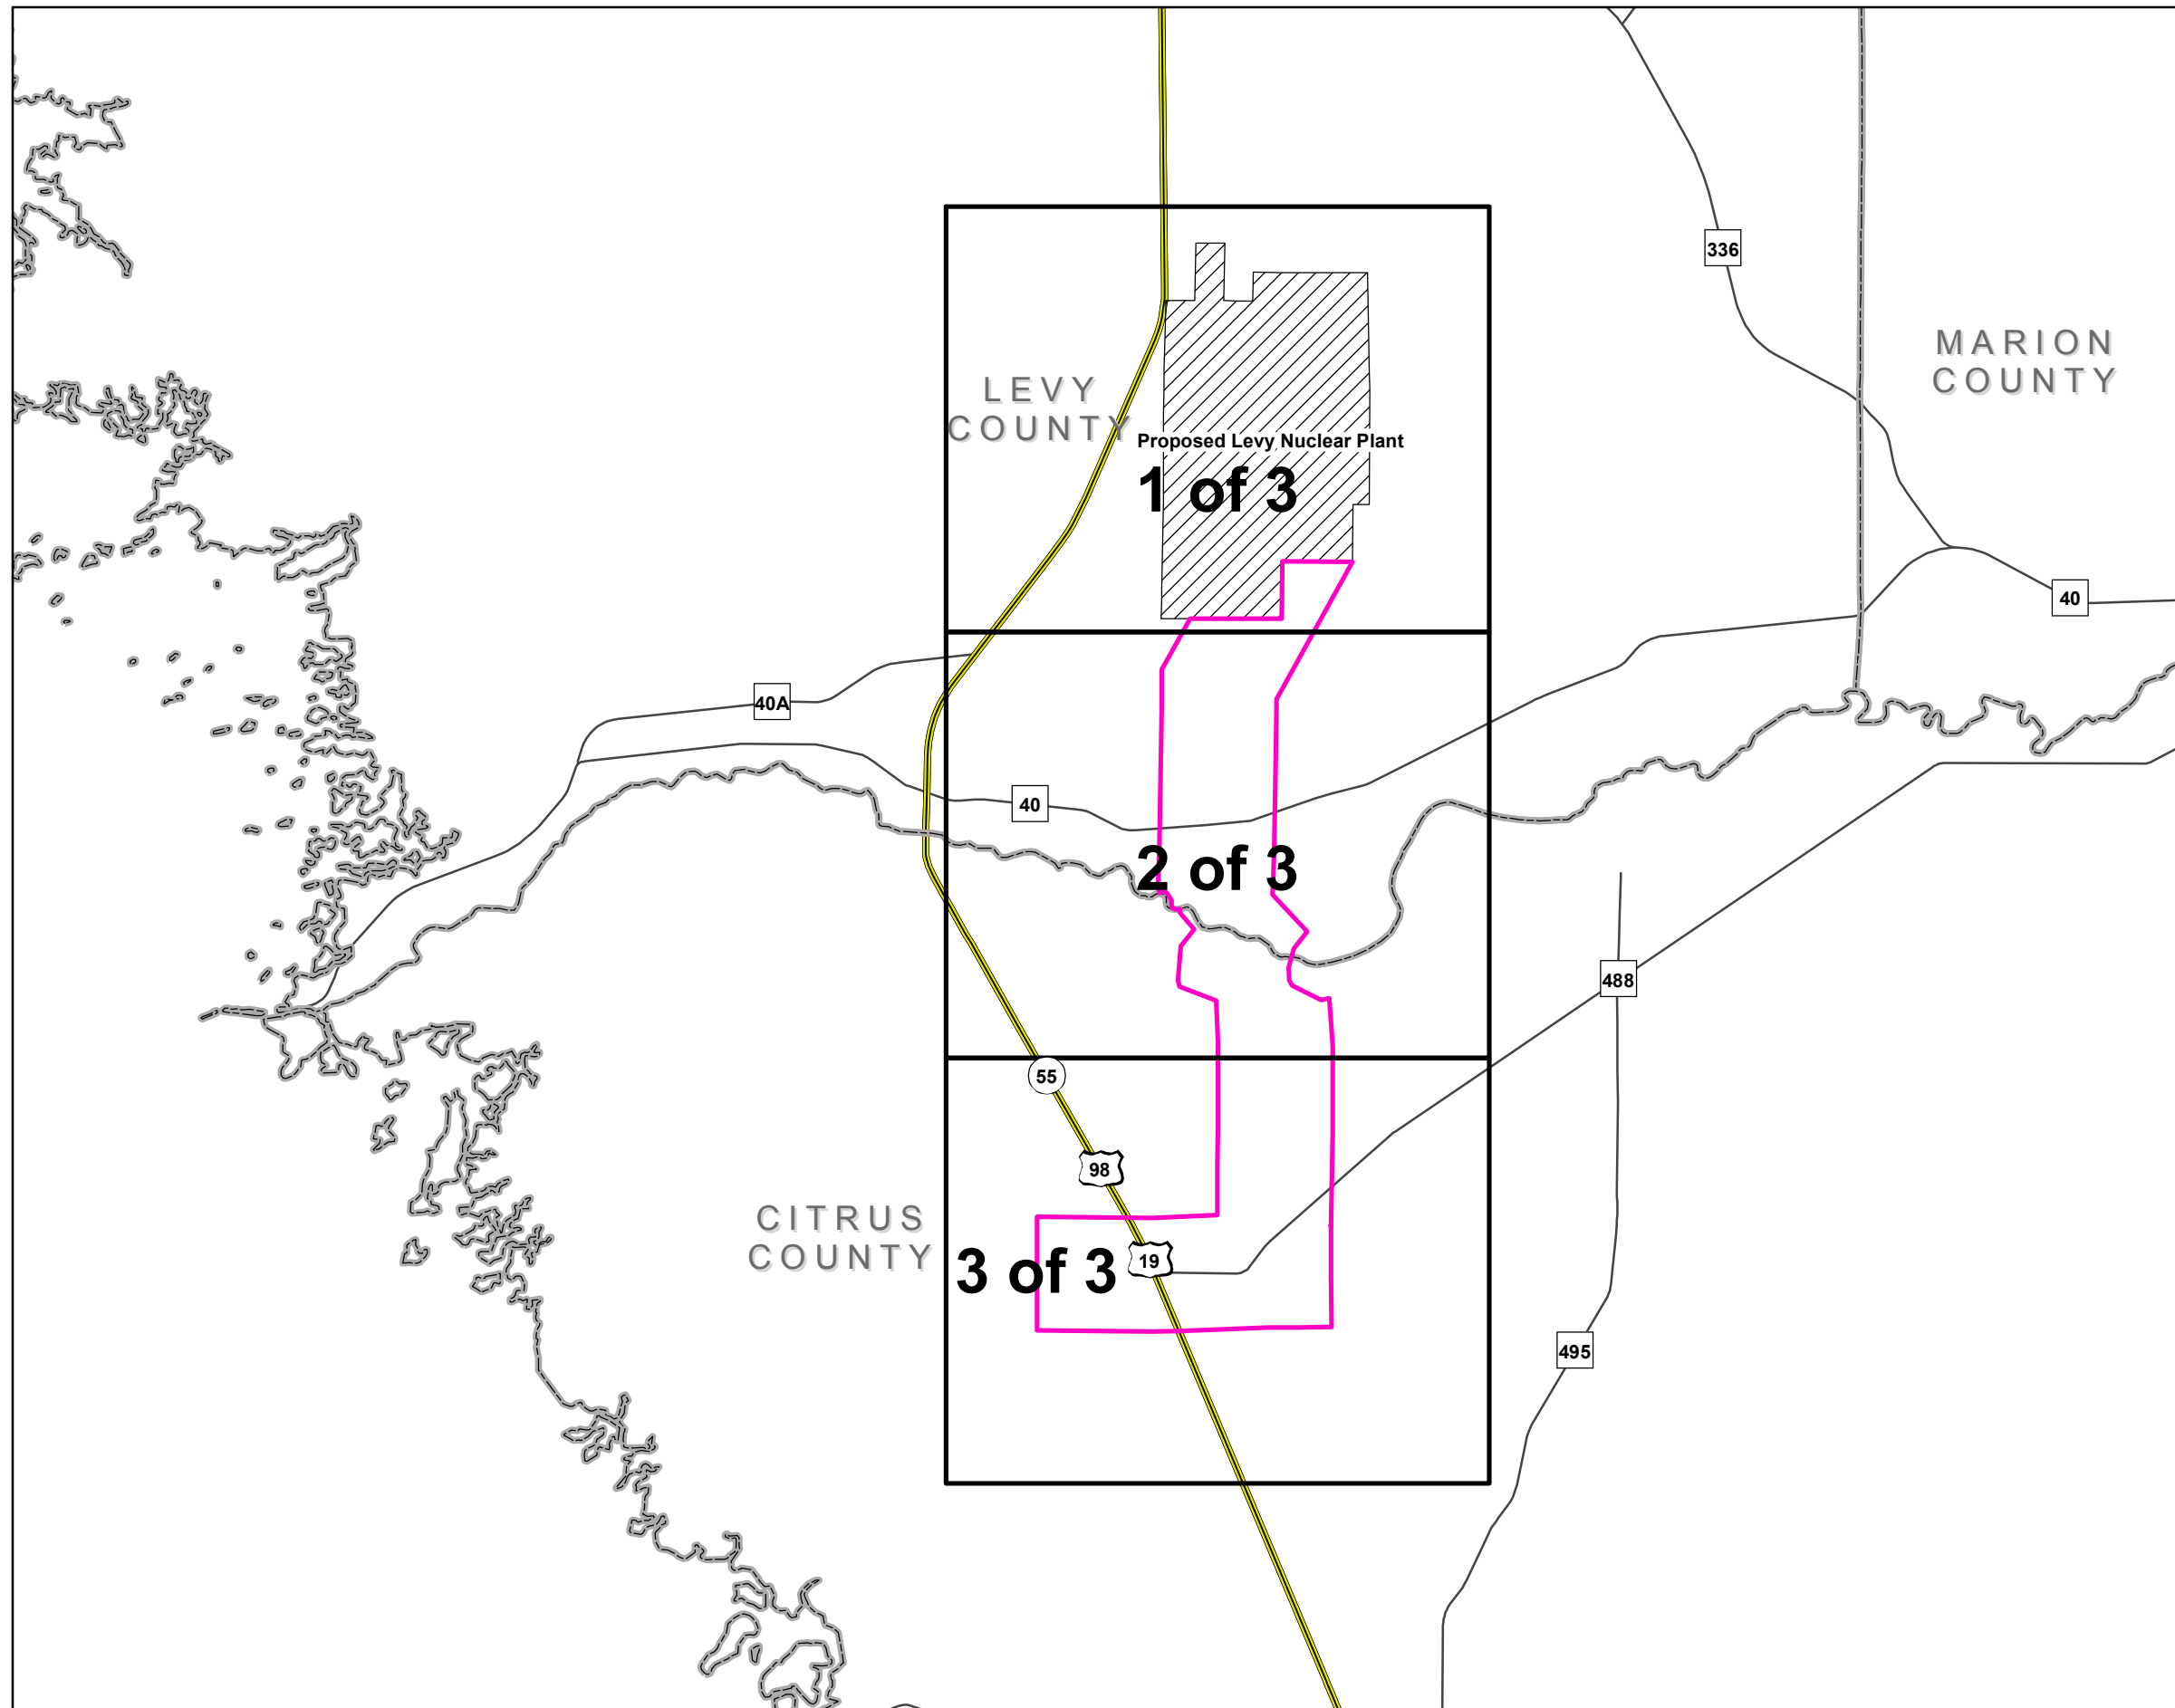 336
MARION
COUNTY
LEVY
COUNTY
Proposed Levy Nuclear Plant
1 of 3
40
40A
40
2 of 3
488
55
98
CITRUS
COUNTY
3 of 3
19
495